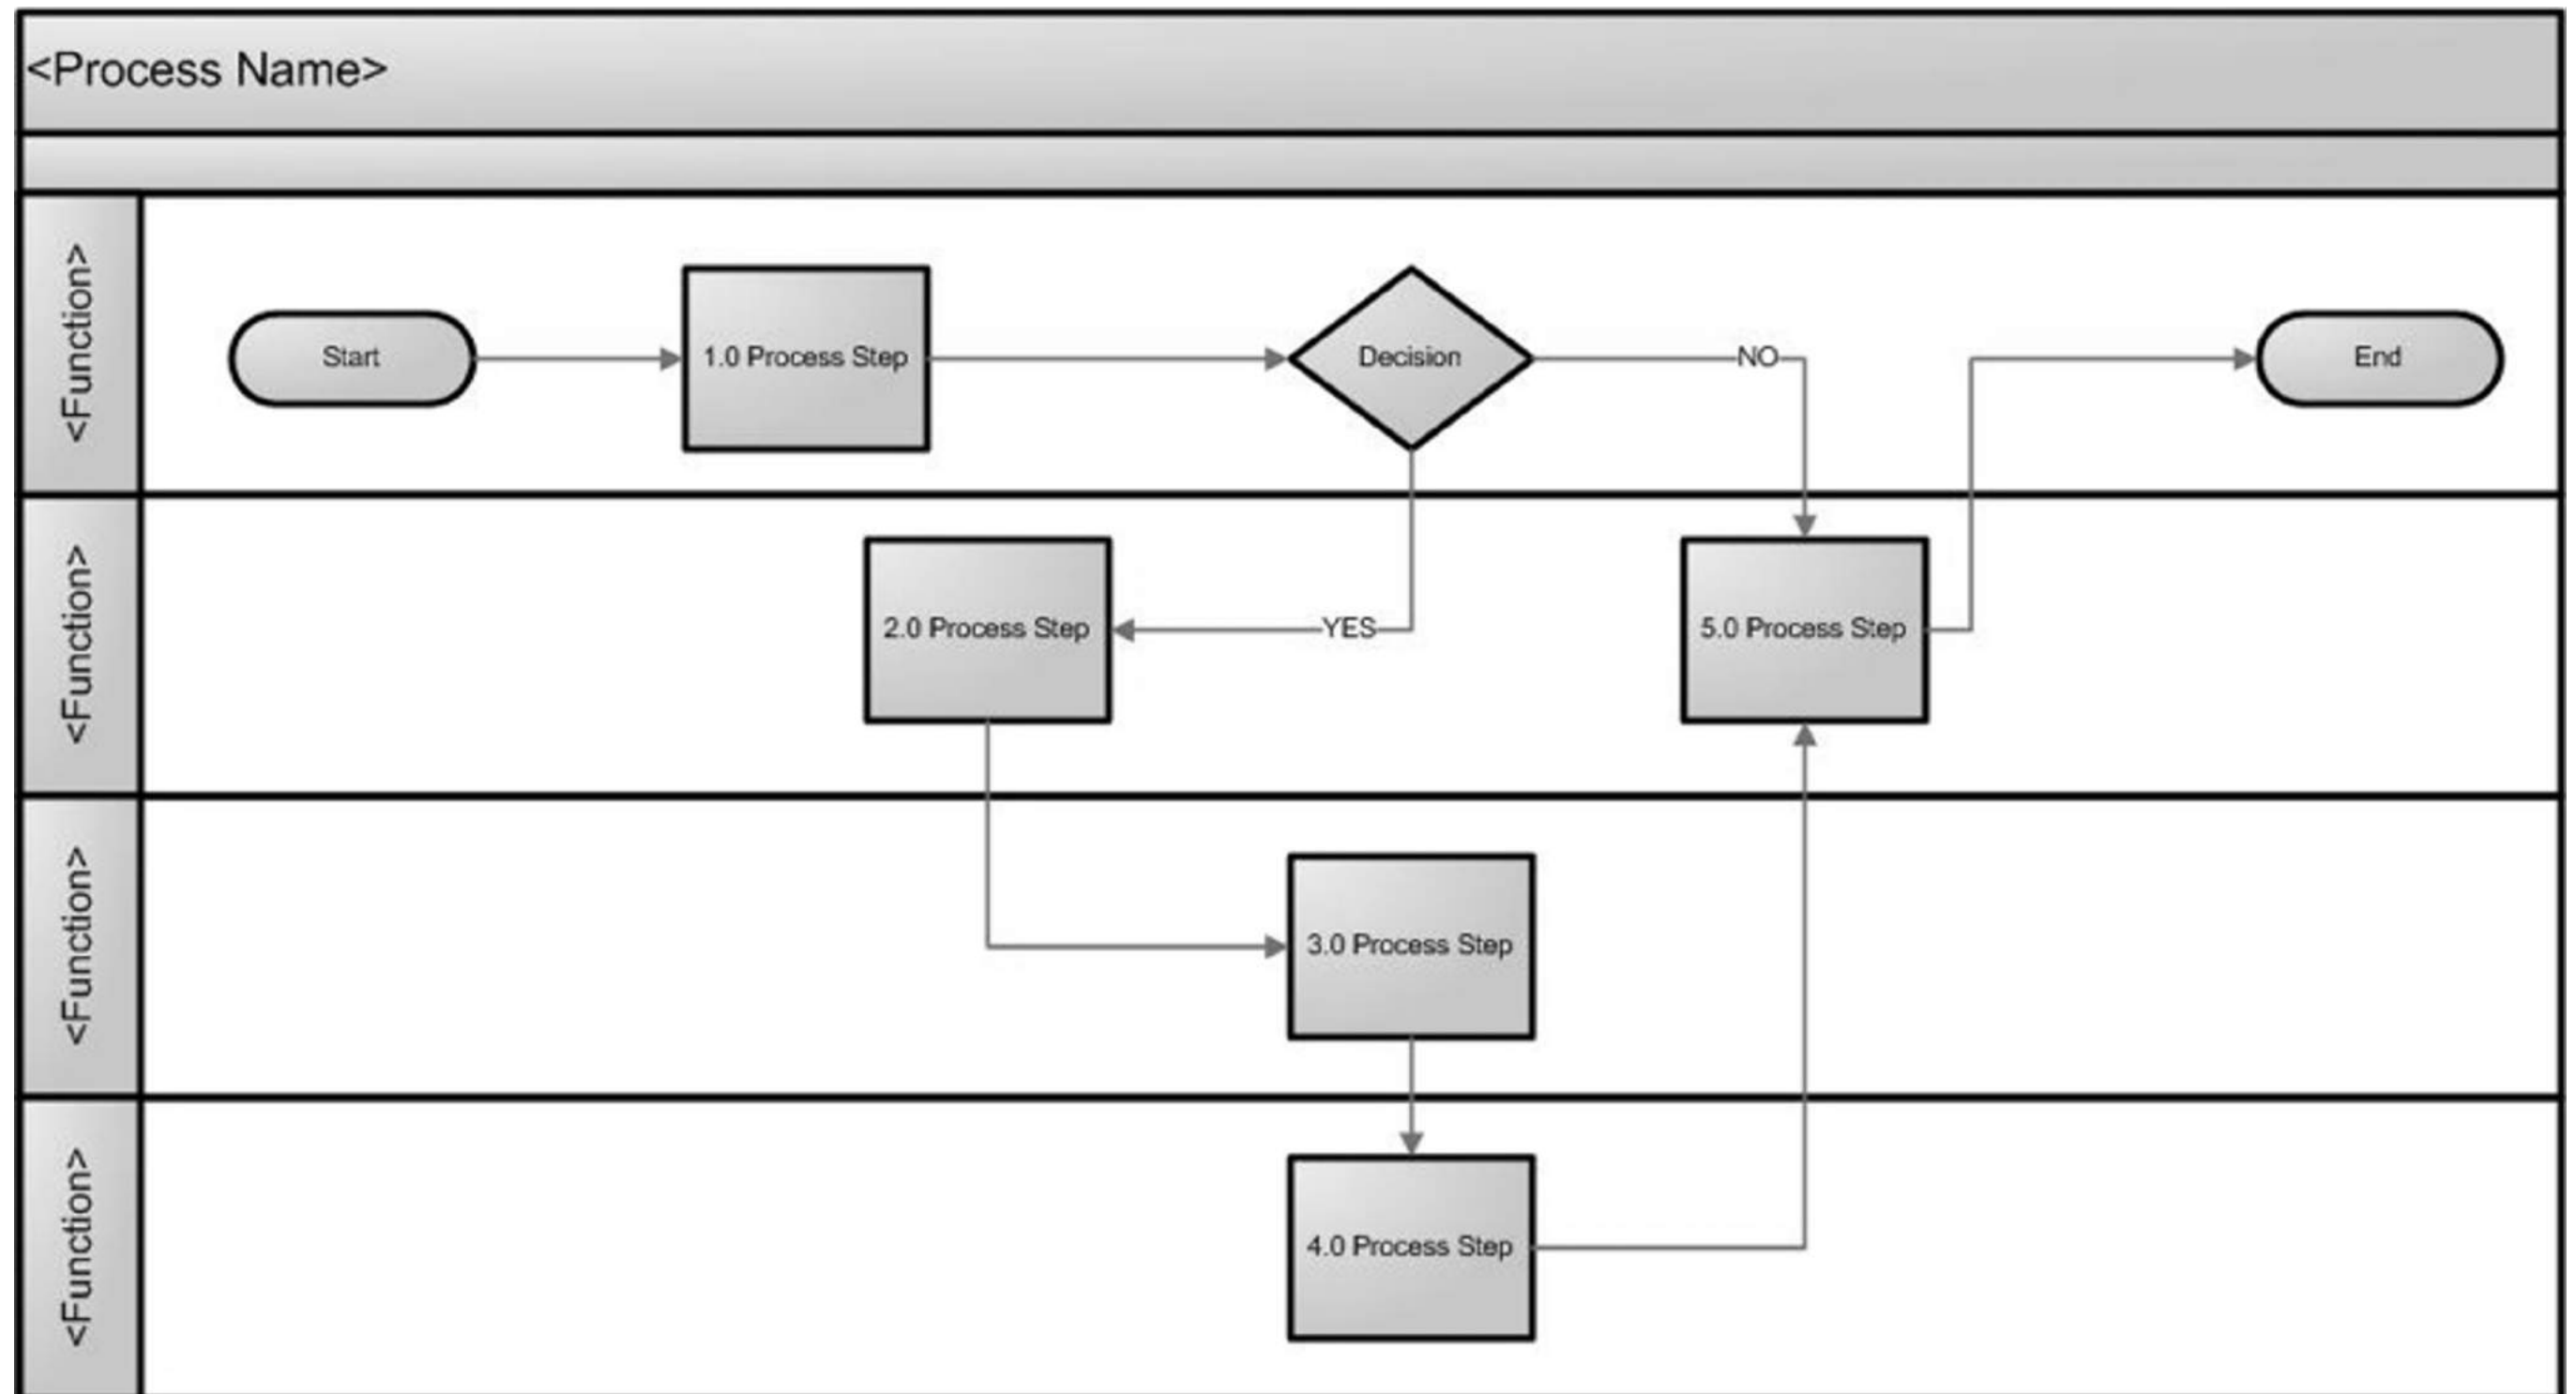 <Process Name>
<Function>
Start
1.0 Process Step
Decision
NO
End
<Function>
2.0 Process Step
YES
5.0 Process Step
<Function>
3.0 Process Step
<Function>
4.0 Process Step